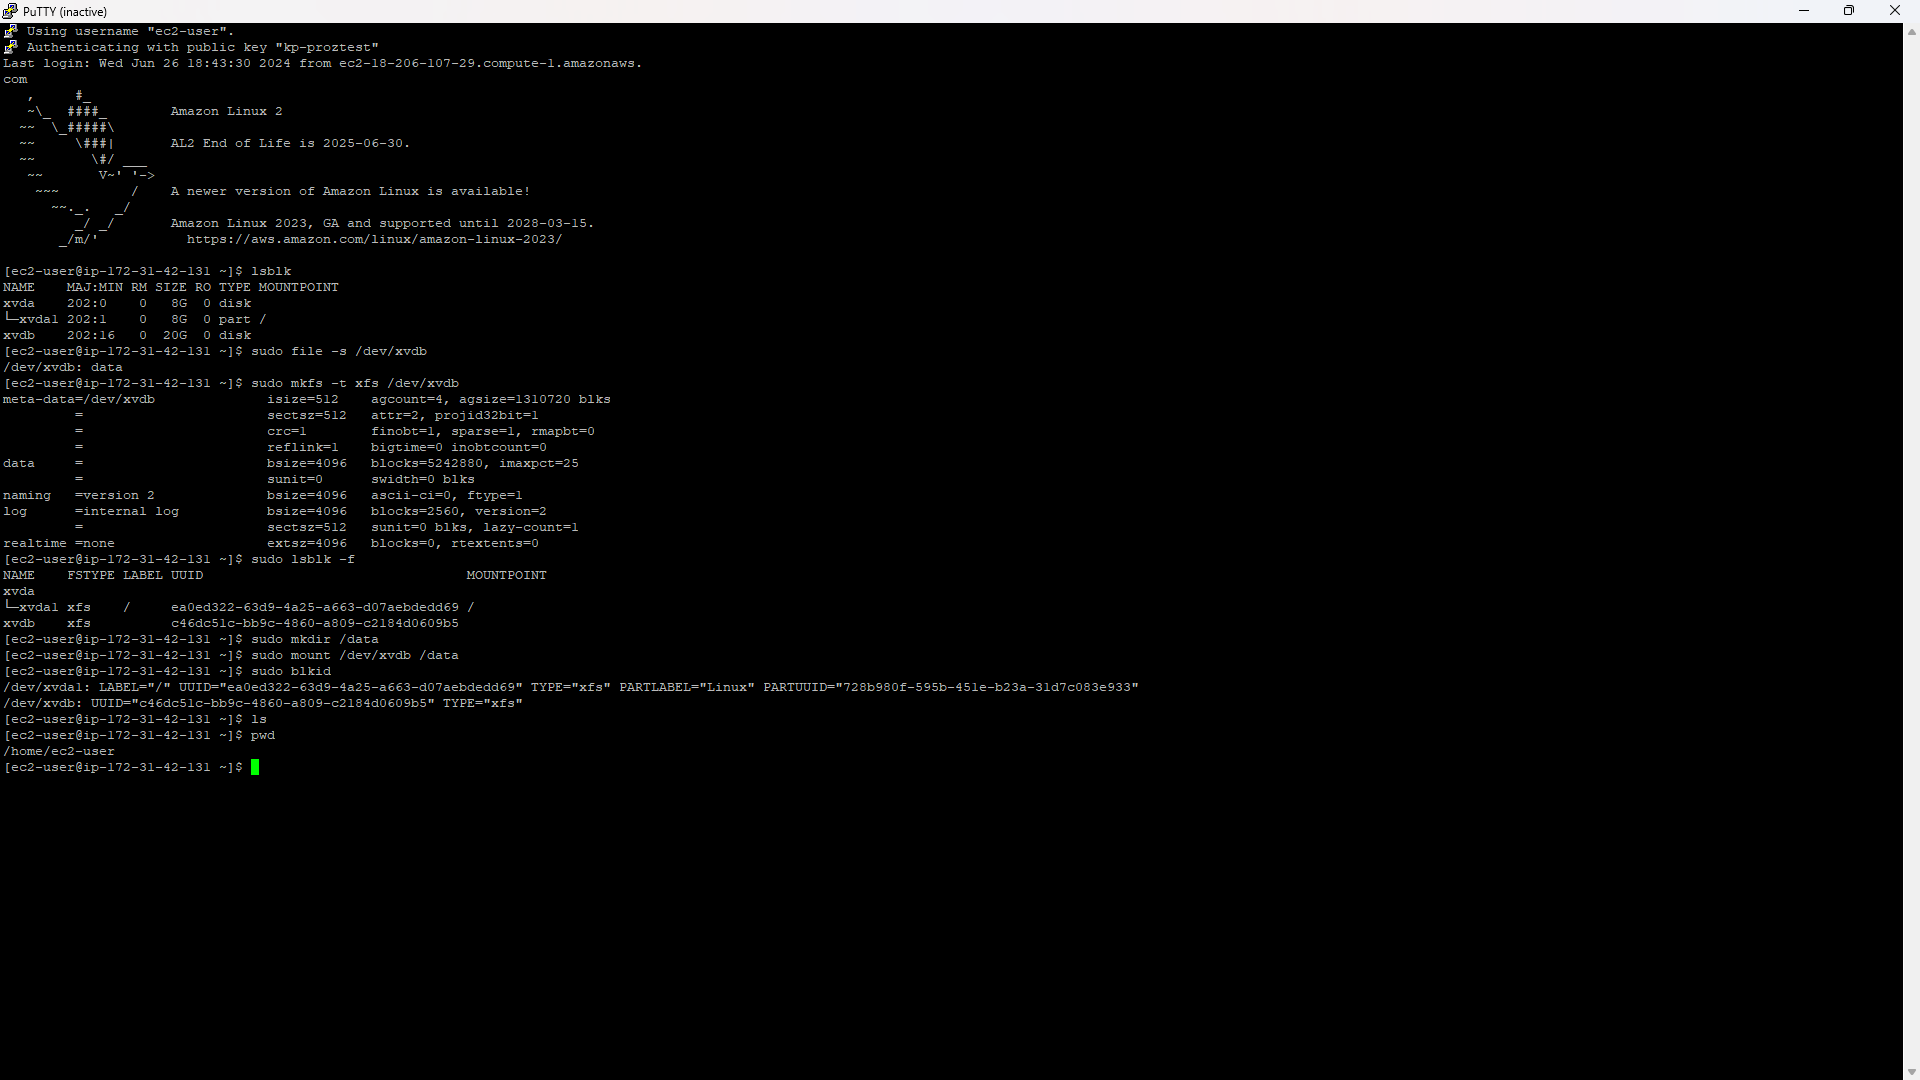 PuTTY (inactive)
Using username "ec2-user".
Authenticating with public key "kp-proztest"
Last login: Wed Jun 26 18:43:30 2024 from ec2-18-206-107-29.compute-1.amazonaws.
com
   ,     #_
   ~\_  ####_        Amazon Linux 2
  ~~  \_#####\
  ~~     \###|       AL2 End of Life is 2025-06-30.
  ~~       \#/ ___
   ~~       V~' '->
    ~~~         /    A newer version of Amazon Linux is available!
      ~~._.   _/
         _/ _/       Amazon Linux 2023, GA and supported until 2028-03-15.
       _/m/'           https://aws.amazon.com/linux/amazon-linux-2023/
[ec2-user@ip-172-31-42-131 ~]$ lsblk
NAME    MAJ:MIN RM SIZE RO TYPE MOUNTPOINT
xvda    202:0    0   8G  0 disk
└─xvda1 202:1    0   8G  0 part /
xvdb    202:16   0  20G  0 disk
[ec2-user@ip-172-31-42-131 ~]$ sudo file -s /dev/xvdb
/dev/xvdb: data
[ec2-user@ip-172-31-42-131 ~]$ sudo mkfs -t xfs /dev/xvdb
meta-data=/dev/xvdb              isize=512    agcount=4, agsize=1310720 blks
         =                       sectsz=512   attr=2, projid32bit=1
         =                       crc=1        finobt=1, sparse=1, rmapbt=0
         =                       reflink=1    bigtime=0 inobtcount=0
data     =                       bsize=4096   blocks=5242880, imaxpct=25
         =                       sunit=0      swidth=0 blks
naming   =version 2              bsize=4096   ascii-ci=0, ftype=1
log      =internal log           bsize=4096   blocks=2560, version=2
         =                       sectsz=512   sunit=0 blks, lazy-count=1
realtime =none                   extsz=4096   blocks=0, rtextents=0
[ec2-user@ip-172-31-42-131 ~]$ sudo lsblk -f
NAME    FSTYPE LABEL UUID                                 MOUNTPOINT
xvda
└─xvda1 xfs    /     ea0ed322-63d9-4a25-a663-d07aebdedd69 /
xvdb    xfs          c46dc51c-bb9c-4860-a809-c2184d0609b5
[ec2-user@ip-172-31-42-131 ~]$ sudo mkdir /data
[ec2-user@ip-172-31-42-131 ~]$ sudo mount /dev/xvdb /data
[ec2-user@ip-172-31-42-131 ~]$ sudo blkid
/dev/xvda1: LABEL="/" UUID="ea0ed322-63d9-4a25-a663-d07aebdedd69" TYPE="xfs" PARTLABEL="Linux" PARTUUID="728b980f-595b-451e-b23a-31d7c083e933"
/dev/xvdb: UUID="c46dc51c-bb9c-4860-a809-c2184d0609b5" TYPE="xfs"
[ec2-user@ip-172-31-42-131 ~]$ ls
[ec2-user@ip-172-31-42-131 ~]$ pwd
/home/ec2-user
[ec2-user@ip-172-31-42-131 ~]$